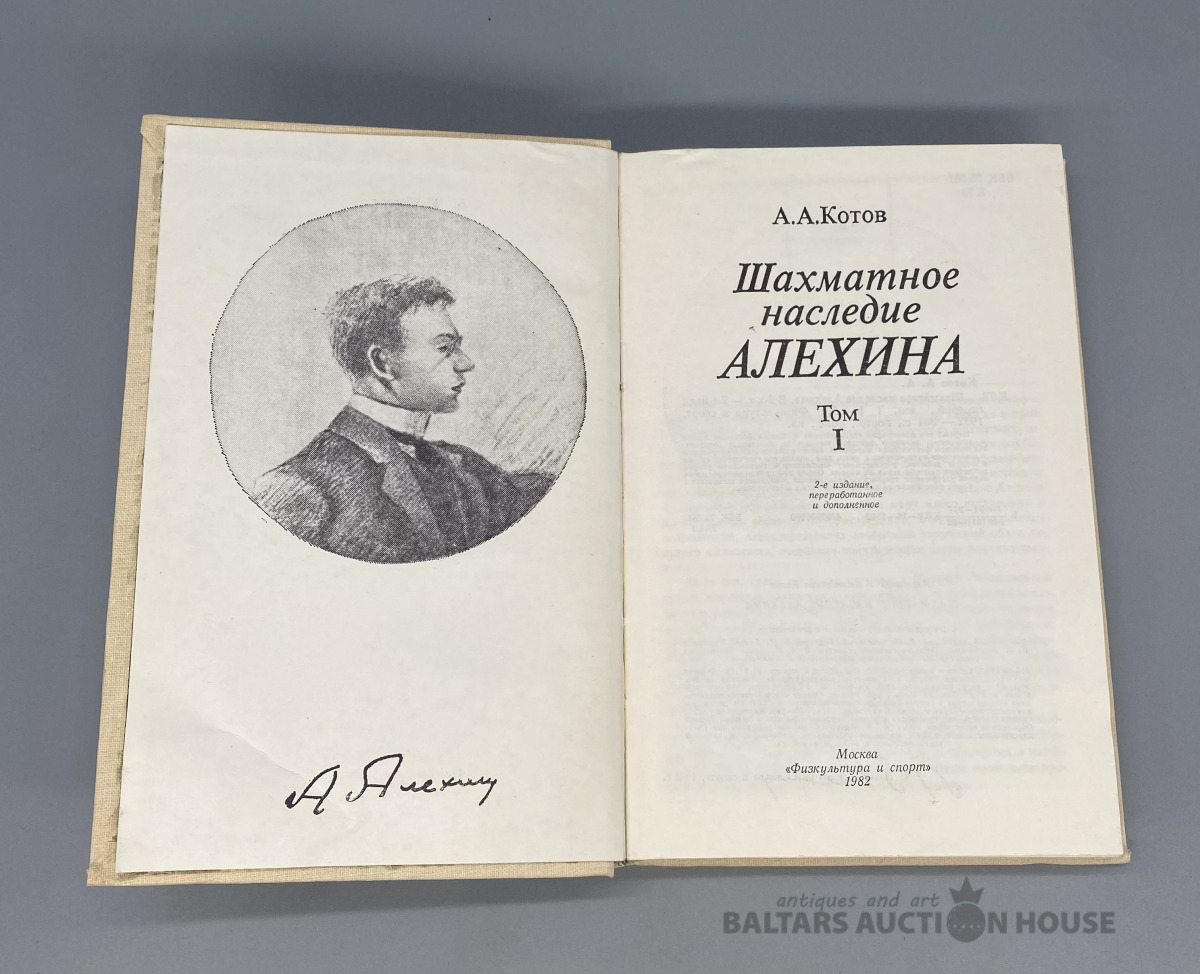 А. Алехин
А.А.Котов
Шахматное
наследие
АЛЕХИНА
Том
I
2-е издание,
переработанное
и дополненное
Москва
«Физкультура и спорт»
1982
antiques and art
BALTARS AUCTION HOUSE